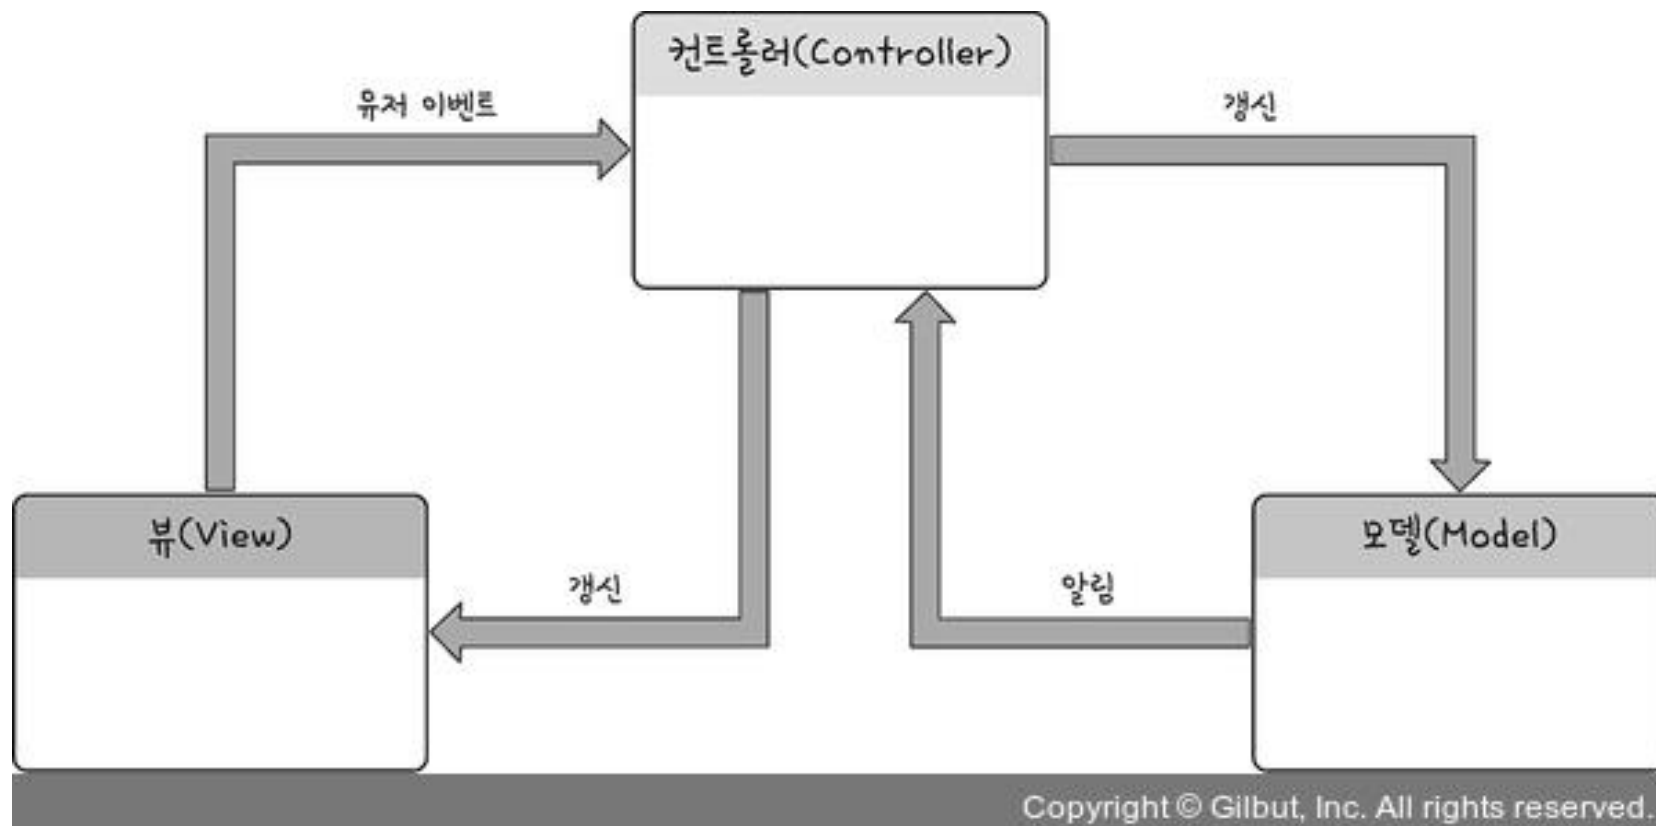 컨트롤러(Controller)
유저 이벤트
갱신
뷰(View)
모델(Model)
갱신
알림
Copyright © Gilbut, Inc. All rights reserved.